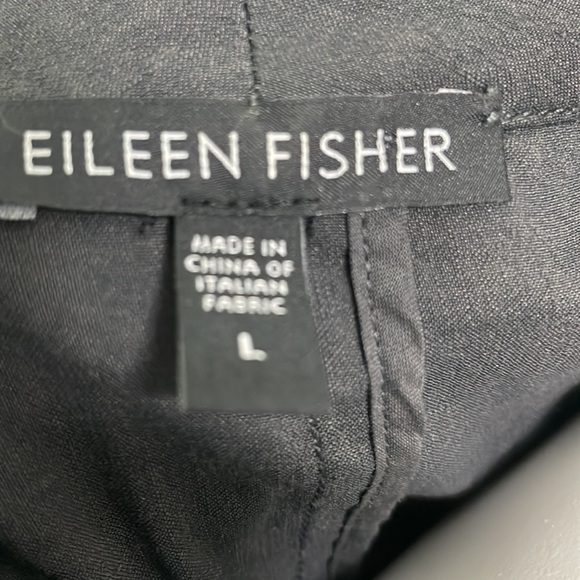 EILEEN FISHER
MADE IN
CHINA OF
ITALIAN
FABRIC
L